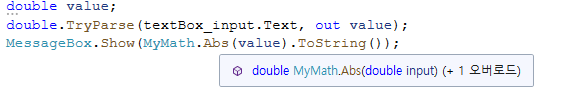 double value;
double.TryParse(textBox_input.Text, out value);
MessageBox.Show(MyMath.Abs(value).ToString());
double MyMath.Abs(double input) (+ 1 오버로드)